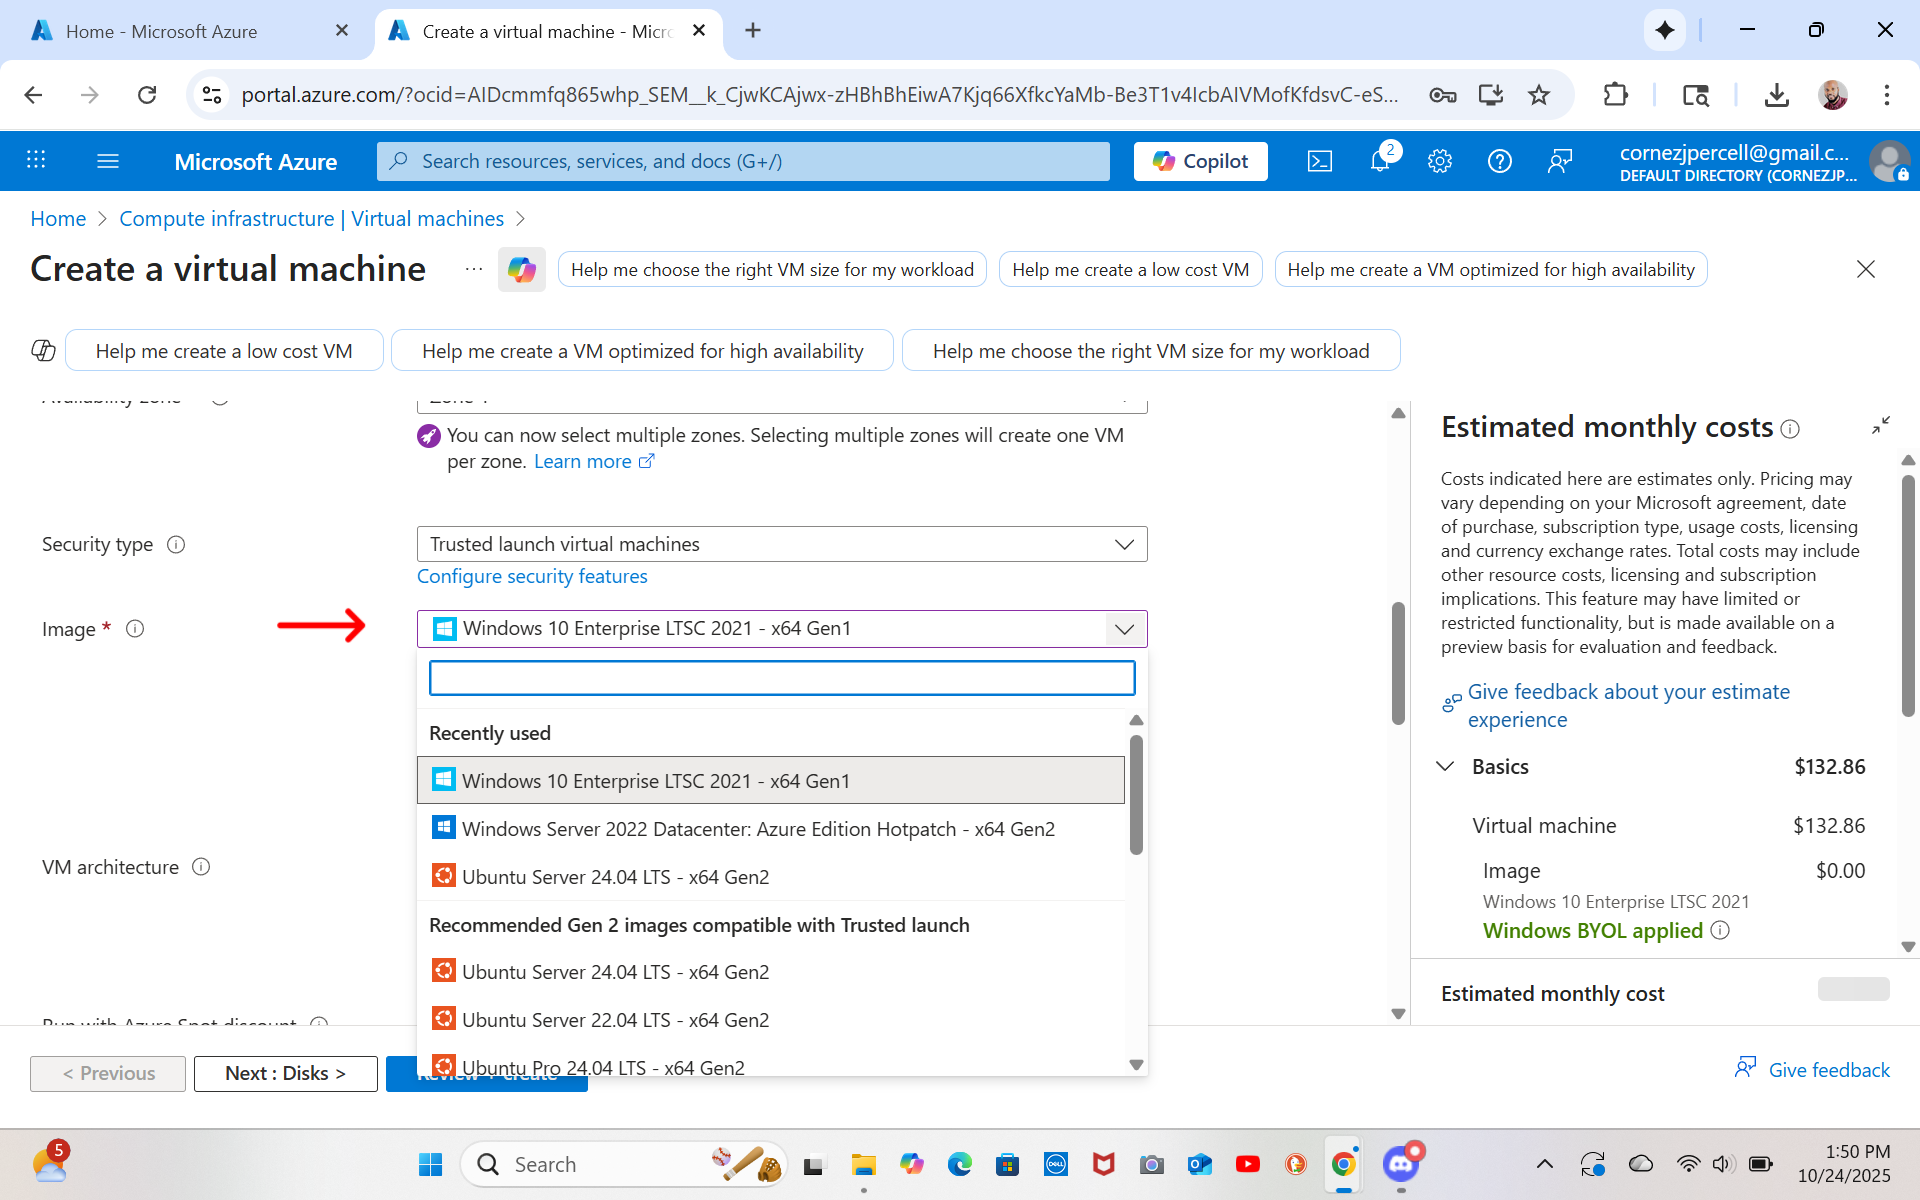 Home - Microsoft Azure
Create a virtual machine - Micro
portal.azure.com/?ocid=AIDcmmfq865whp_SEM__k_CjwKCAjwx-zHBhBhEiwA7Kjq66XfkcYaMb-Be3T1v4IcbAIVMofKfdsvC-eS...
Microsoft Azure
Search resources, services, and docs (G+/)
Copilot
2
cornezjpercell@gmail.c...
DEFAULT DIRECTORY (CORNEZJP...
Home > Compute infrastructure | Virtual machines >
Create a virtual machine
...
Help me choose the right VM size for my workload
Help me create a low cost VM
Help me create a VM optimized for high availability
Help me create a low cost VM
Help me create a VM optimized for high availability
Help me choose the right VM size for my workload
Availability zone
Zone 1
You can now select multiple zones. Selecting multiple zones will create one VM
per zone. Learn more
Security type
Trusted launch virtual machines
Configure security features
Image *
Windows 10 Enterprise LTSC 2021 - x64 Gen1
Recently used
Windows 10 Enterprise LTSC 2021 - x64 Gen1
Windows Server 2022 Datacenter: Azure Edition Hotpatch - x64 Gen2
Ubuntu Server 24.04 LTS - x64 Gen2
Recommended Gen 2 images compatible with Trusted launch
Ubuntu Server 24.04 LTS - x64 Gen2
Ubuntu Server 22.04 LTS - x64 Gen2
Ubuntu Pro 24.04 LTS - x64 Gen2
VM architecture
Run with Azure Spot discount
< Previous
Next : Disks >
Review + create
Estimated monthly costs
Costs indicated here are estimates only. Pricing may
vary depending on your Microsoft agreement, date
of purchase, subscription type, usage costs, licensing
and currency exchange rates. Total costs may include
other resource costs, licensing and subscription
implications. This feature may have limited or
restricted functionality, but is made available on a
preview basis for evaluation and feedback.
Give feedback about your estimate
experience
Basics $132.86
Virtual machine $132.86
Image $0.00
Windows 10 Enterprise LTSC 2021
Windows BYOL applied
Estimated monthly cost
Give feedback
5
Search
DELL
1:50 PM
10/24/2025